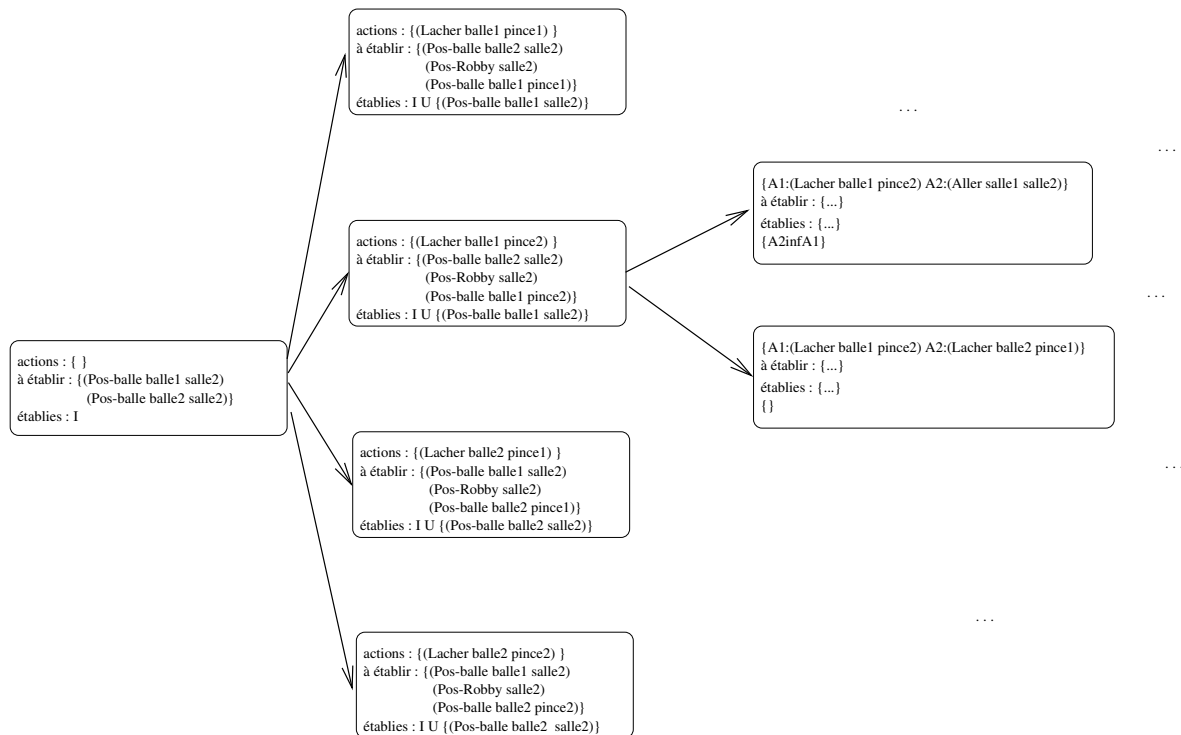 actions : { }
à établir : {(Pos-balle balle1 salle2)
(Pos-balle balle2 salle2)}
établies : I
actions : {(Lacher balle1 pince1) }
à établir : {(Pos-balle balle2 salle2)
(Pos-Robby salle2)
(Pos-balle balle1 pince1)}
établies : I U {(Pos-balle balle1 salle2)}
actions : {(Lacher balle1 pince2) }
à établir : {(Pos-balle balle2 salle2)
(Pos-Robby salle2)
(Pos-balle balle1 pince2)}
établies : I U {(Pos-balle balle1 salle2)}
actions : {(Lacher balle2 pince1) }
à établir : {(Pos-balle balle1 salle2)
(Pos-Robby salle2)
(Pos-balle balle2 pince1)}
établies : I U {(Pos-balle balle2 salle2)}
actions : {(Lacher balle2 pince2) }
à établir : {(Pos-balle balle1 salle2)
(Pos-Robby salle2)
(Pos-balle balle2 pince2)}
établies : I U {(Pos-balle balle2 salle2)}
. . .
{A1:(Lacher balle1 pince2) A2:(Aller salle1 salle2)}
à établir : {...}
établies : {...}
{A2infA1}
{A1:(Lacher balle1 pince2) A2:(Lacher balle2 pince1)}
à établir : {...}
établies : {...}
{}
. . .
. . .
. . .
. . .